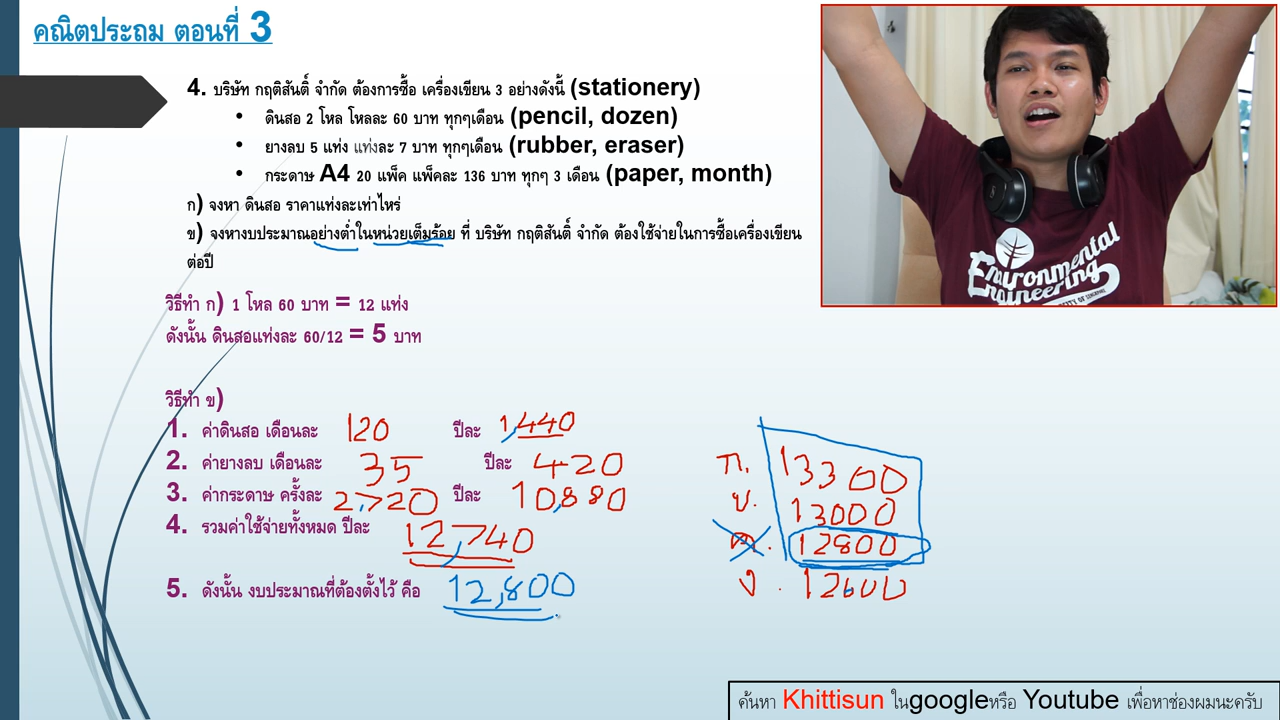 คณิตประถม ตอนที่ 3
4. บริษัท กฤติสันติ์ จำกัด ต้องการซื้อ เครื่องเขียน 3 อย่างดังนี้ (stationery)
• ดินสอ 2 โหล โหลละ 60 บาท ทุกๆเดือน (pencil, dozen)
• ยางลบ 5 แท่ง แท่งละ 7 บาท ทุกๆเดือน (rubber, eraser)
• กระดาษ A4 20 แพ็ค แพ็คละ 136 บาท ทุกๆ 3 เดือน (paper, month)
ก) จงหา ดินสอ ราคาแท่งละเท่าไหร่
ข) จงหางบประมาณอย่างต่ำในหน่วยเต็มร้อย ที่ บริษัท กฤติสันติ์ จำกัด ต้องใช้จ่ายในการซื้อเครื่องเขียน
ต่อปี
วิธีทำ ก) 1 โหล 60 บาท = 12 แท่ง
ดังนั้น ดินสอแท่งละ 60/12 = 5 บาท
วิธีทำ ข)
1. ค่าดินสอ เดือนละ 120 ปีละ 1,440
2. ค่ายางลบ เดือนละ 35 ปีละ 420
3. ค่ากระดาษ ครั้งละ 2,720 ปีละ 10,880
4. รวมค่าใช้จ่ายทั้งหมด ปีละ 12,740
5. ดังนั้น งบประมาณที่ต้องตั้งไว้ คือ 12,800
ก. 13300
ข. 13000
ค. 12800
ง. 12600
Environmental
Engineering
ค้นหา Khittisun ในgoogleหรือ Youtube เพื่อหาช่องผมนะครับ